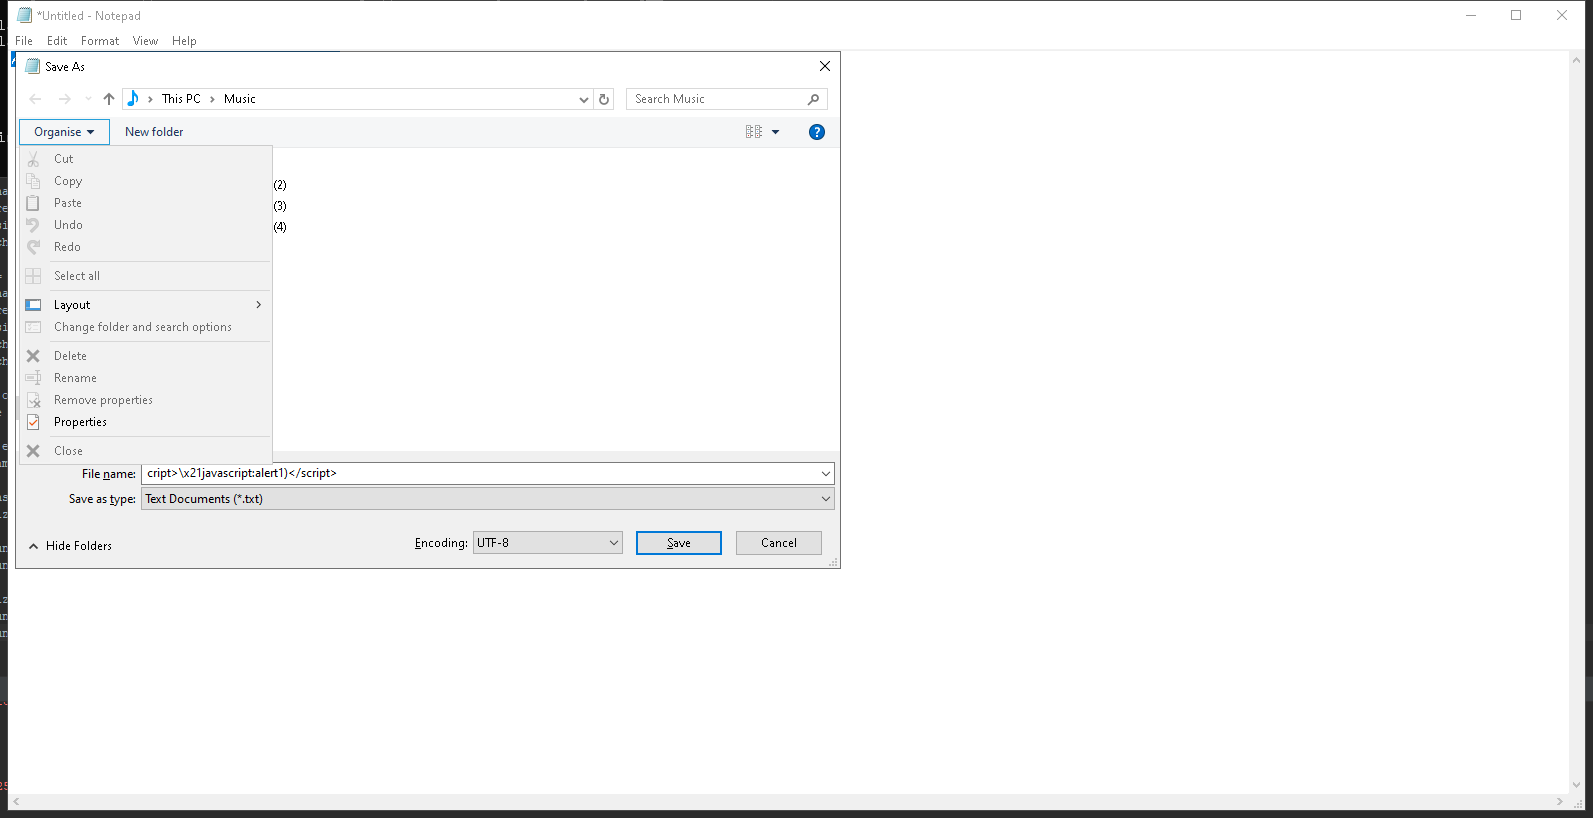 *Untitled - Notepad
File Edit Format View Help
Save As
This PC > Music
Search Music
Organise New folder
?
Cut
Copy
(2)
Paste
(3)
Undo
(4)
Redo
Select all
Layout
Change folder and search options
Delete
Rename
Remove properties
Properties
Close
File name: cript>\x21javascript:alert1)</script>
Save as type: Text Documents (*.txt)
Hide Folders Encoding: UTF-8 Save Cancel